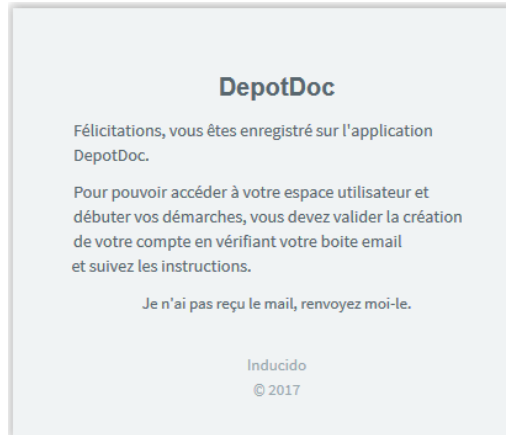 DepotDoc
Félicitations, vous êtes enregistré sur l'application
DepotDoc.
Pour pouvoir accéder à votre espace utilisateur et
débuter vos démarches, vous devez valider la création
de votre compte en vérifiant votre boite email
et suivez les instructions.
Je n'ai pas reçu le mail, renvoyez moi-le.
Inducido
© 2017